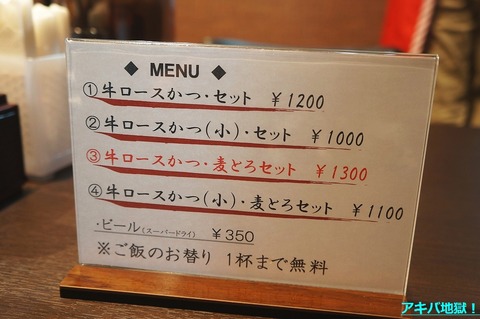 ◆ MENU ◆
①牛ロースかつ・セット ￥1200
②牛ロースかつ(小)・セット ￥1000
③牛ロースかつ・麦とろセット ￥1300
④牛ロースかつ(小)・麦とろセット ￥1100
・ビール(スーパードライ) ￥350
※ご飯のお替り 1杯まで無料
アキバ地獄！